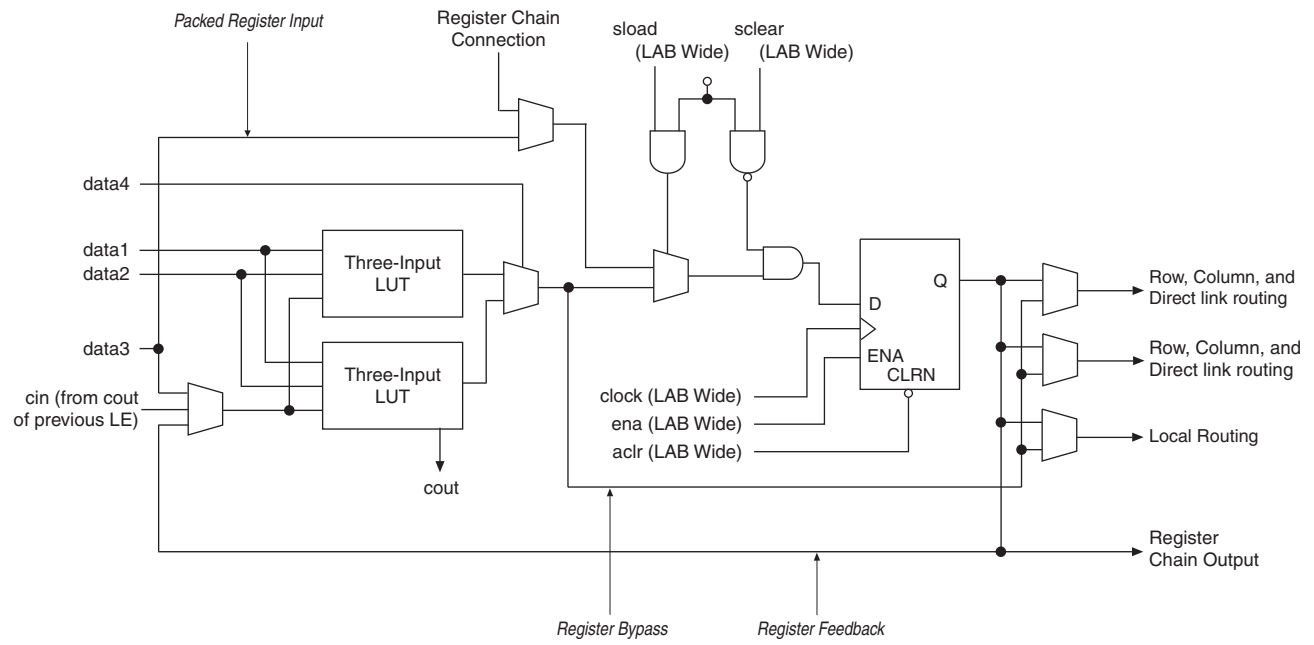 Packed Register Input
Register Chain
Connection
sload
(LAB Wide)
sclear
(LAB Wide)
data4
data1
data2
Three-Input
LUT
data3
Three-Input
LUT
cin (from cout
of previous LE)
cout
D
Q
ENA
CLRN
clock (LAB Wide)
ena (LAB Wide)
aclr (LAB Wide)
Row, Column, and
Direct link routing
Row, Column, and
Direct link routing
Local Routing
Register
Chain Output
Register Bypass
Register Feedback